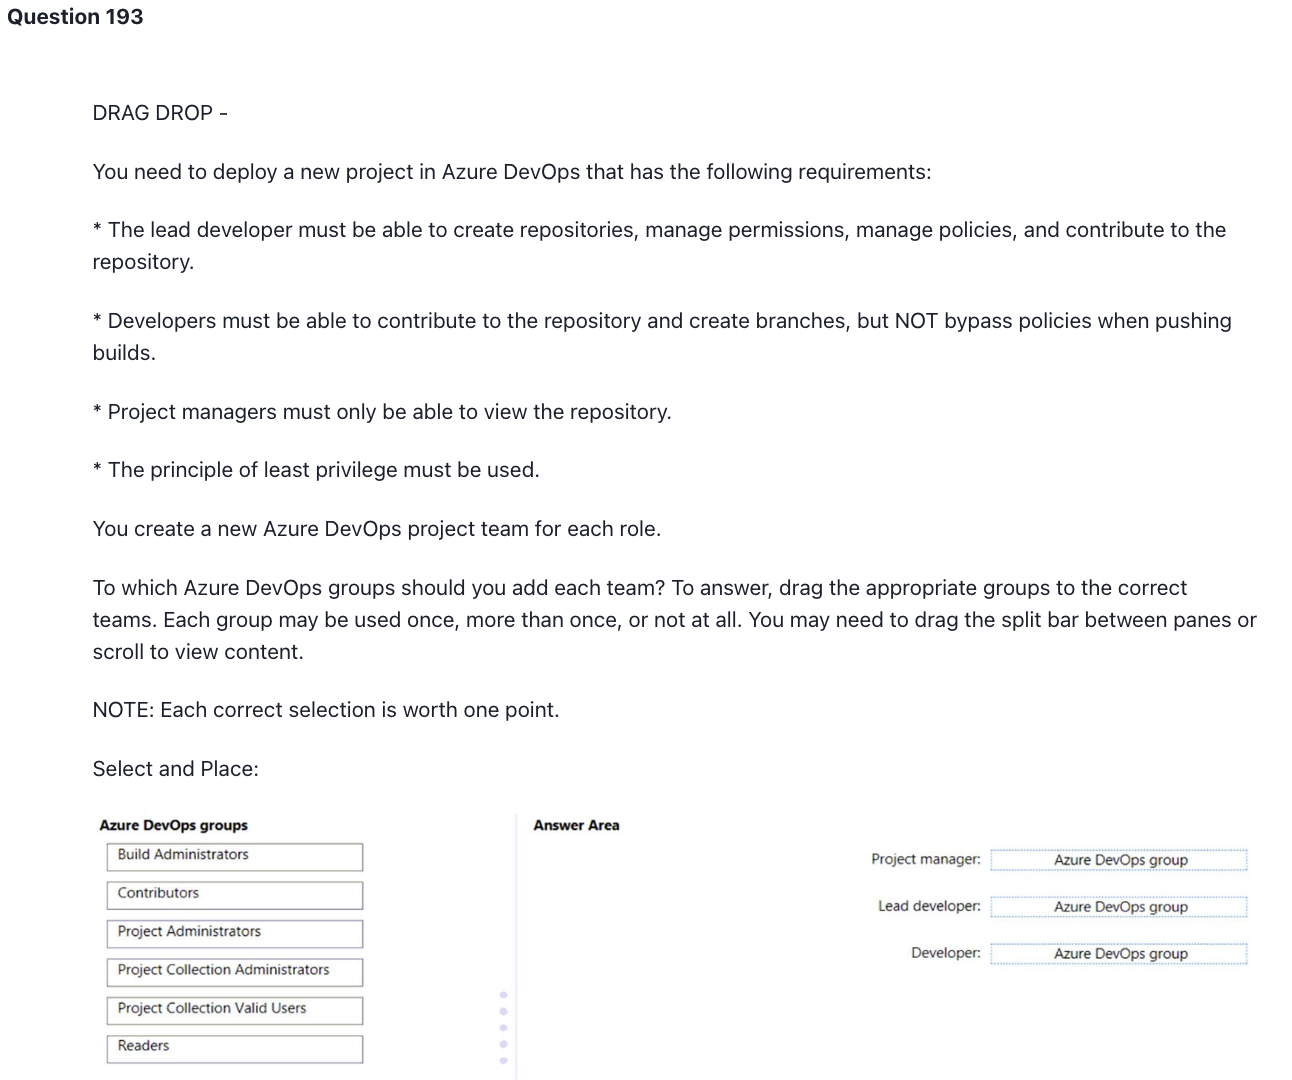 Question 193
DRAG DROP -
You need to deploy a new project in Azure DevOps that has the following requirements:
* The lead developer must be able to create repositories, manage permissions, manage policies, and contribute to the
repository.
* Developers must be able to contribute to the repository and create branches, but NOT bypass policies when pushing
builds.
* Project managers must only be able to view the repository.
* The principle of least privilege must be used.
You create a new Azure DevOps project team for each role.
To which Azure DevOps groups should you add each team? To answer, drag the appropriate groups to the correct
teams. Each group may be used once, more than once, or not at all. You may need to drag the split bar between panes or
scroll to view content.
NOTE: Each correct selection is worth one point.
Select and Place:
Azure DevOps groups
Build Administrators
Contributors
Project Administrators
Project Collection Administrators
Project Collection Valid Users
Readers
Answer Area
Project manager: Azure DevOps group
Lead developer: Azure DevOps group
Developer: Azure DevOps group